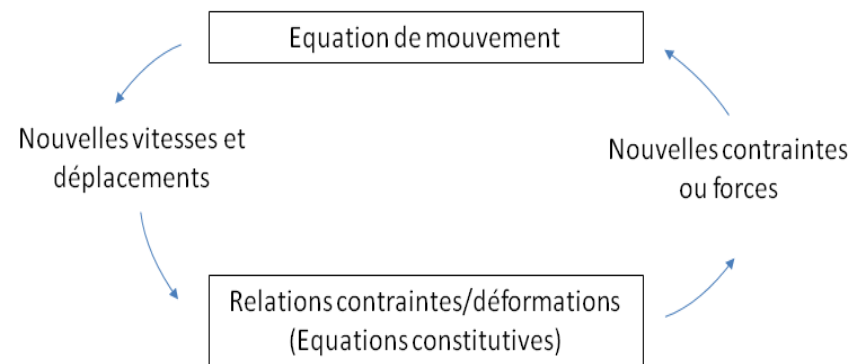 Equation de mouvement
Nouvelles vitesses et
déplacements
Nouvelles contraintes
ou forces
Relations contraintes/déformations
(Equations constitutives)